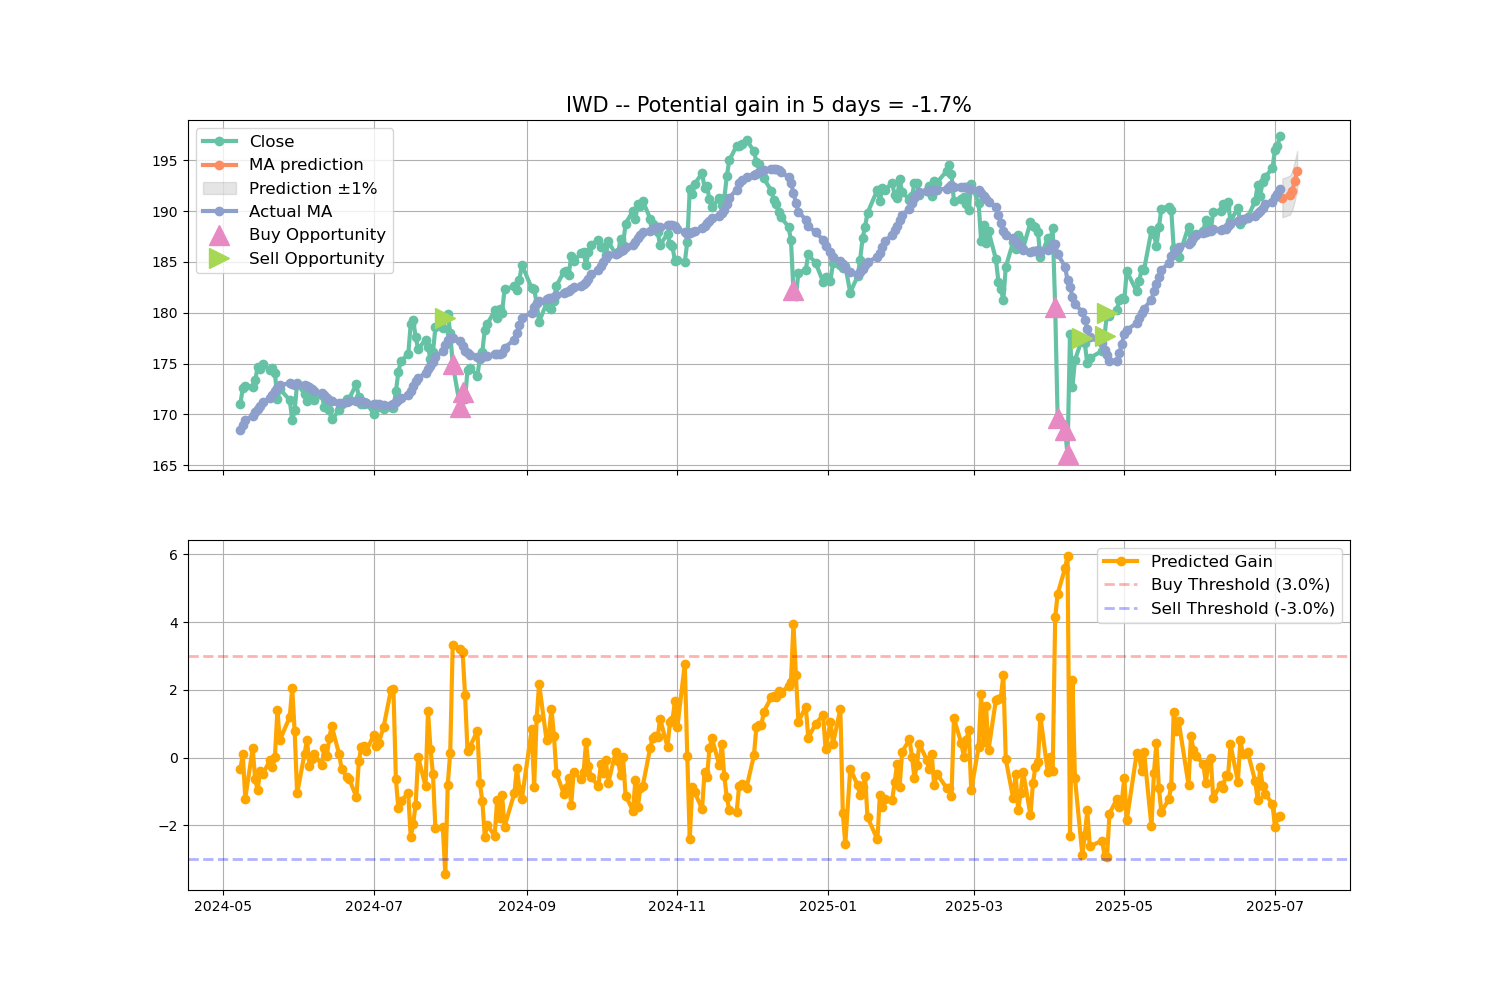 IWD -- Potential gain in 5 days = -1.7%
Close
MA prediction
Prediction ±1%
Actual MA
Buy Opportunity
Sell Opportunity
195
190
185
180
175
170
165
Predicted Gain
Buy Threshold (3.0%)
Sell Threshold (-3.0%)
6
4
2
0
−2
2024-05 2024-07 2024-09 2024-11 2025-01 2025-03 2025-05 2025-07